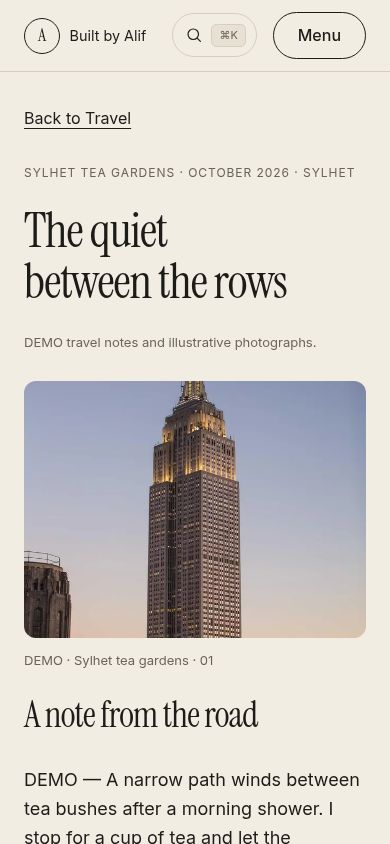 A
Built by Alif
⌘K
Menu
Back to Travel
SYLHET TEA GARDENS · OCTOBER 2026 · SYLHET
The quiet
between the rows
DEMO travel notes and illustrative photographs.
DEMO · Sylhet tea gardens · 01
A note from the road
DEMO — A narrow path winds between
tea bushes after a morning shower. I
stop for a cup of tea and let the